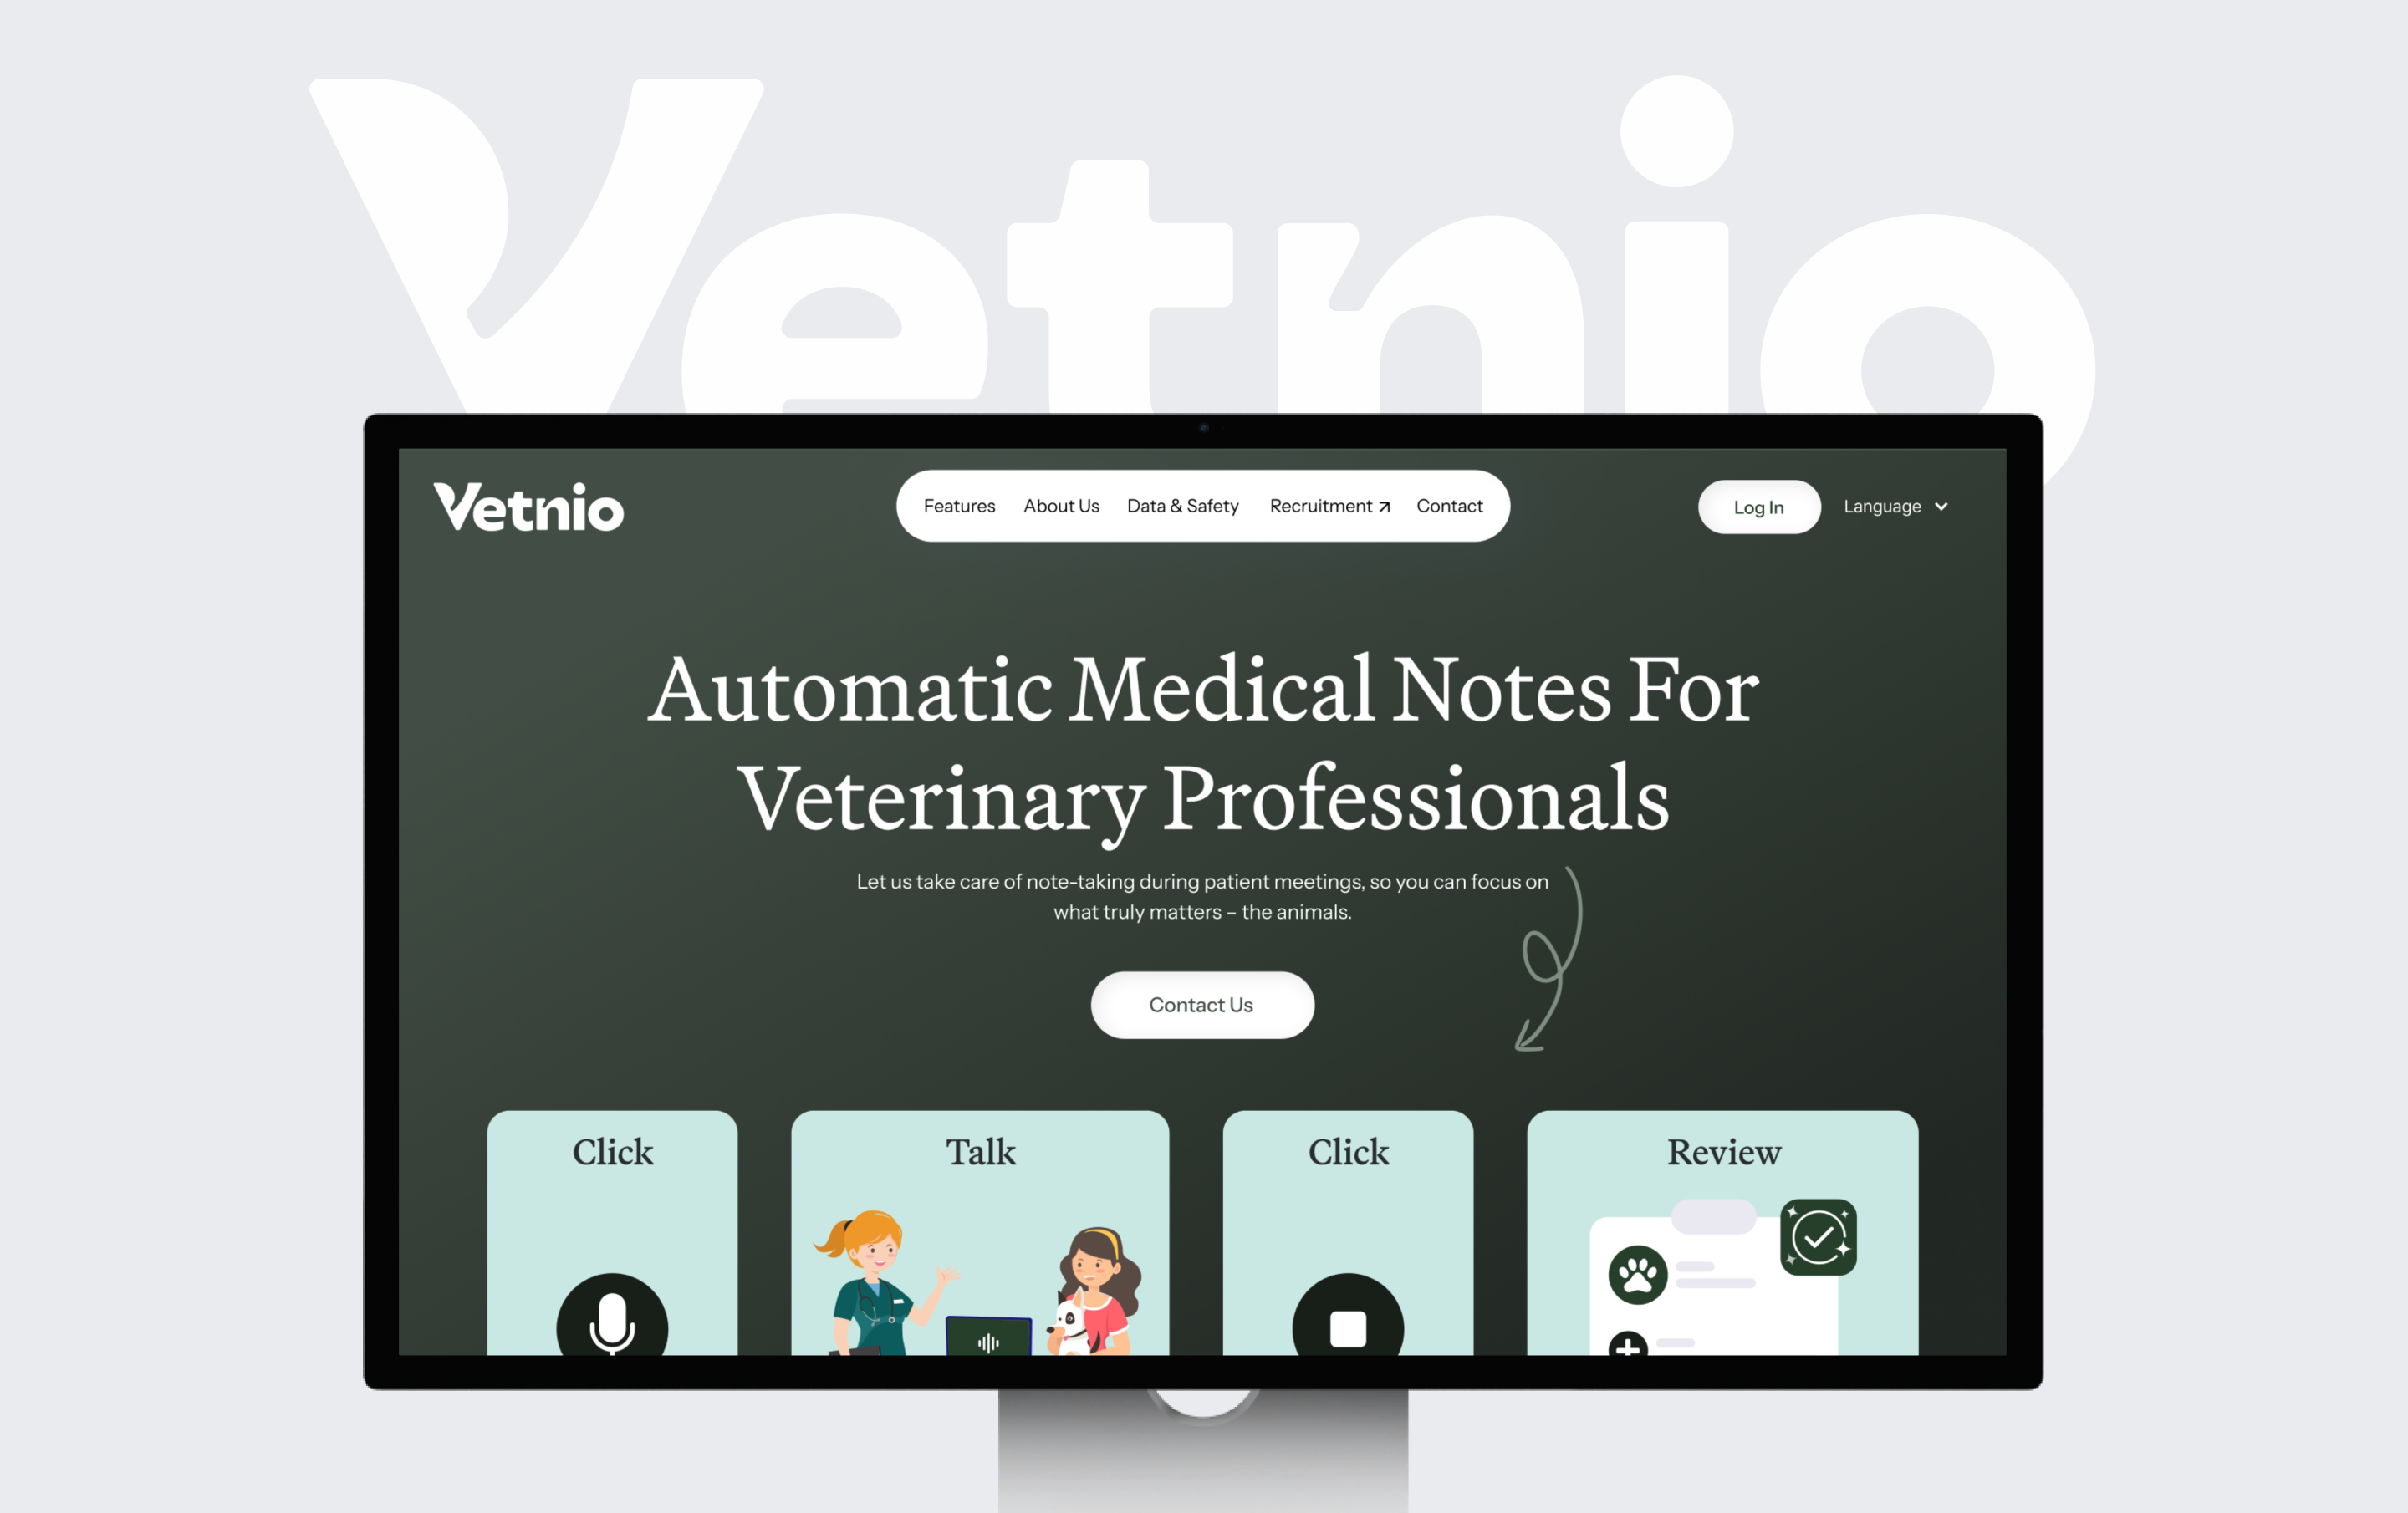 Vetnio
Vetnio
Features About Us Data & Safety Recruitment Contact
Log In Language
Automatic Medical Notes For
Veterinary Professionals
Let us take care of note-taking during patient meetings, so you can focus on
what truly matters – the animals.
Contact Us
Click
Talk
Click
Review